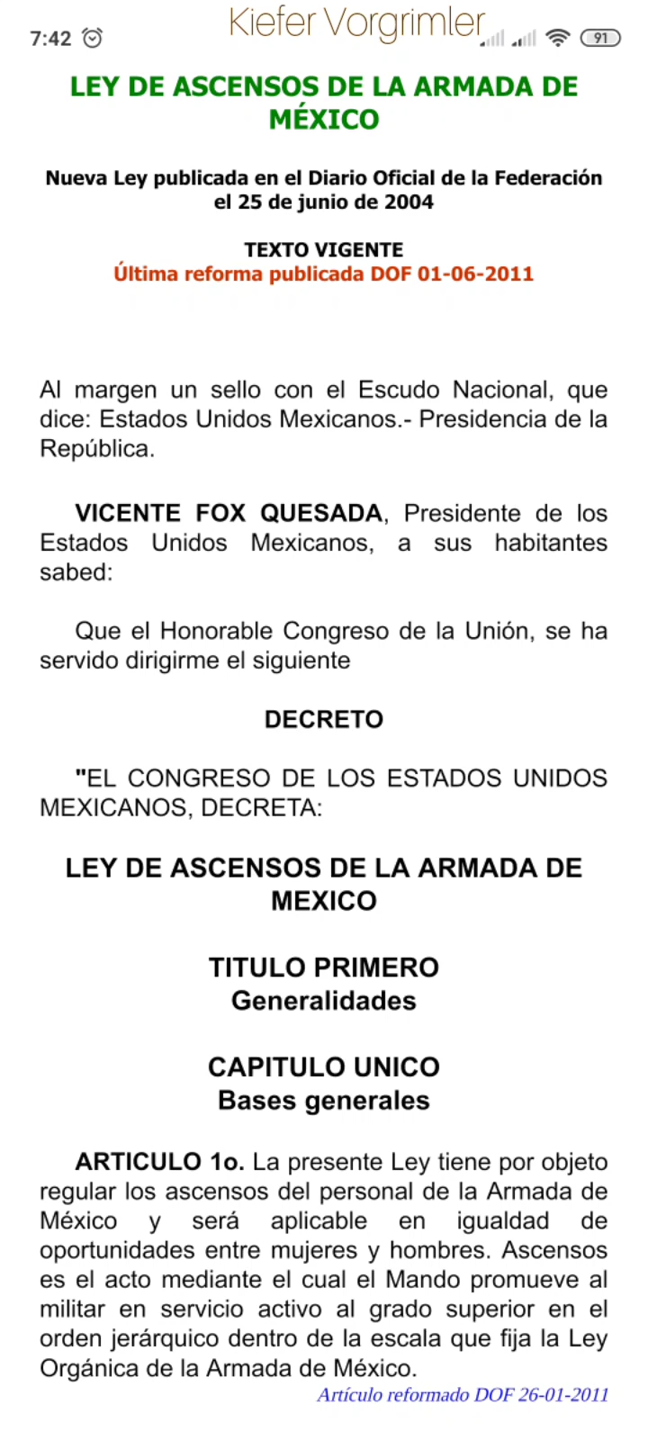 Kiefer Vorgrimler
7:42
91
LEY DE ASCENSOS DE LA ARMADA DE
MÉXICO
Nueva Ley publicada en el Diario Oficial de la Federación
el 25 de junio de 2004
TEXTO VIGENTE
Última reforma publicada DOF 01-06-2011
Al margen un sello con el Escudo Nacional, que
dice: Estados Unidos Mexicanos.- Presidencia de la
República.
VICENTE FOX QUESADA, Presidente de los
Estados Unidos Mexicanos, a sus habitantes
sabed:
Que el Honorable Congreso de la Unión, se ha
servido dirigirme el siguiente
DECRETO
"EL CONGRESO DE LOS ESTADOS UNIDOS
MEXICANOS, DECRETA:
LEY DE ASCENSOS DE LA ARMADA DE
MEXICO
TITULO PRIMERO
Generalidades
CAPITULO UNICO
Bases generales
ARTICULO 1o. La presente Ley tiene por objeto
regular los ascensos del personal de la Armada de
México y será aplicable en igualdad de
oportunidades entre mujeres y hombres. Ascensos
es el acto mediante el cual el Mando promueve al
militar en servicio activo al grado superior en el
orden jerárquico dentro de la escala que fija la Ley
Orgánica de la Armada de México.
Artículo reformado DOF 26-01-2011